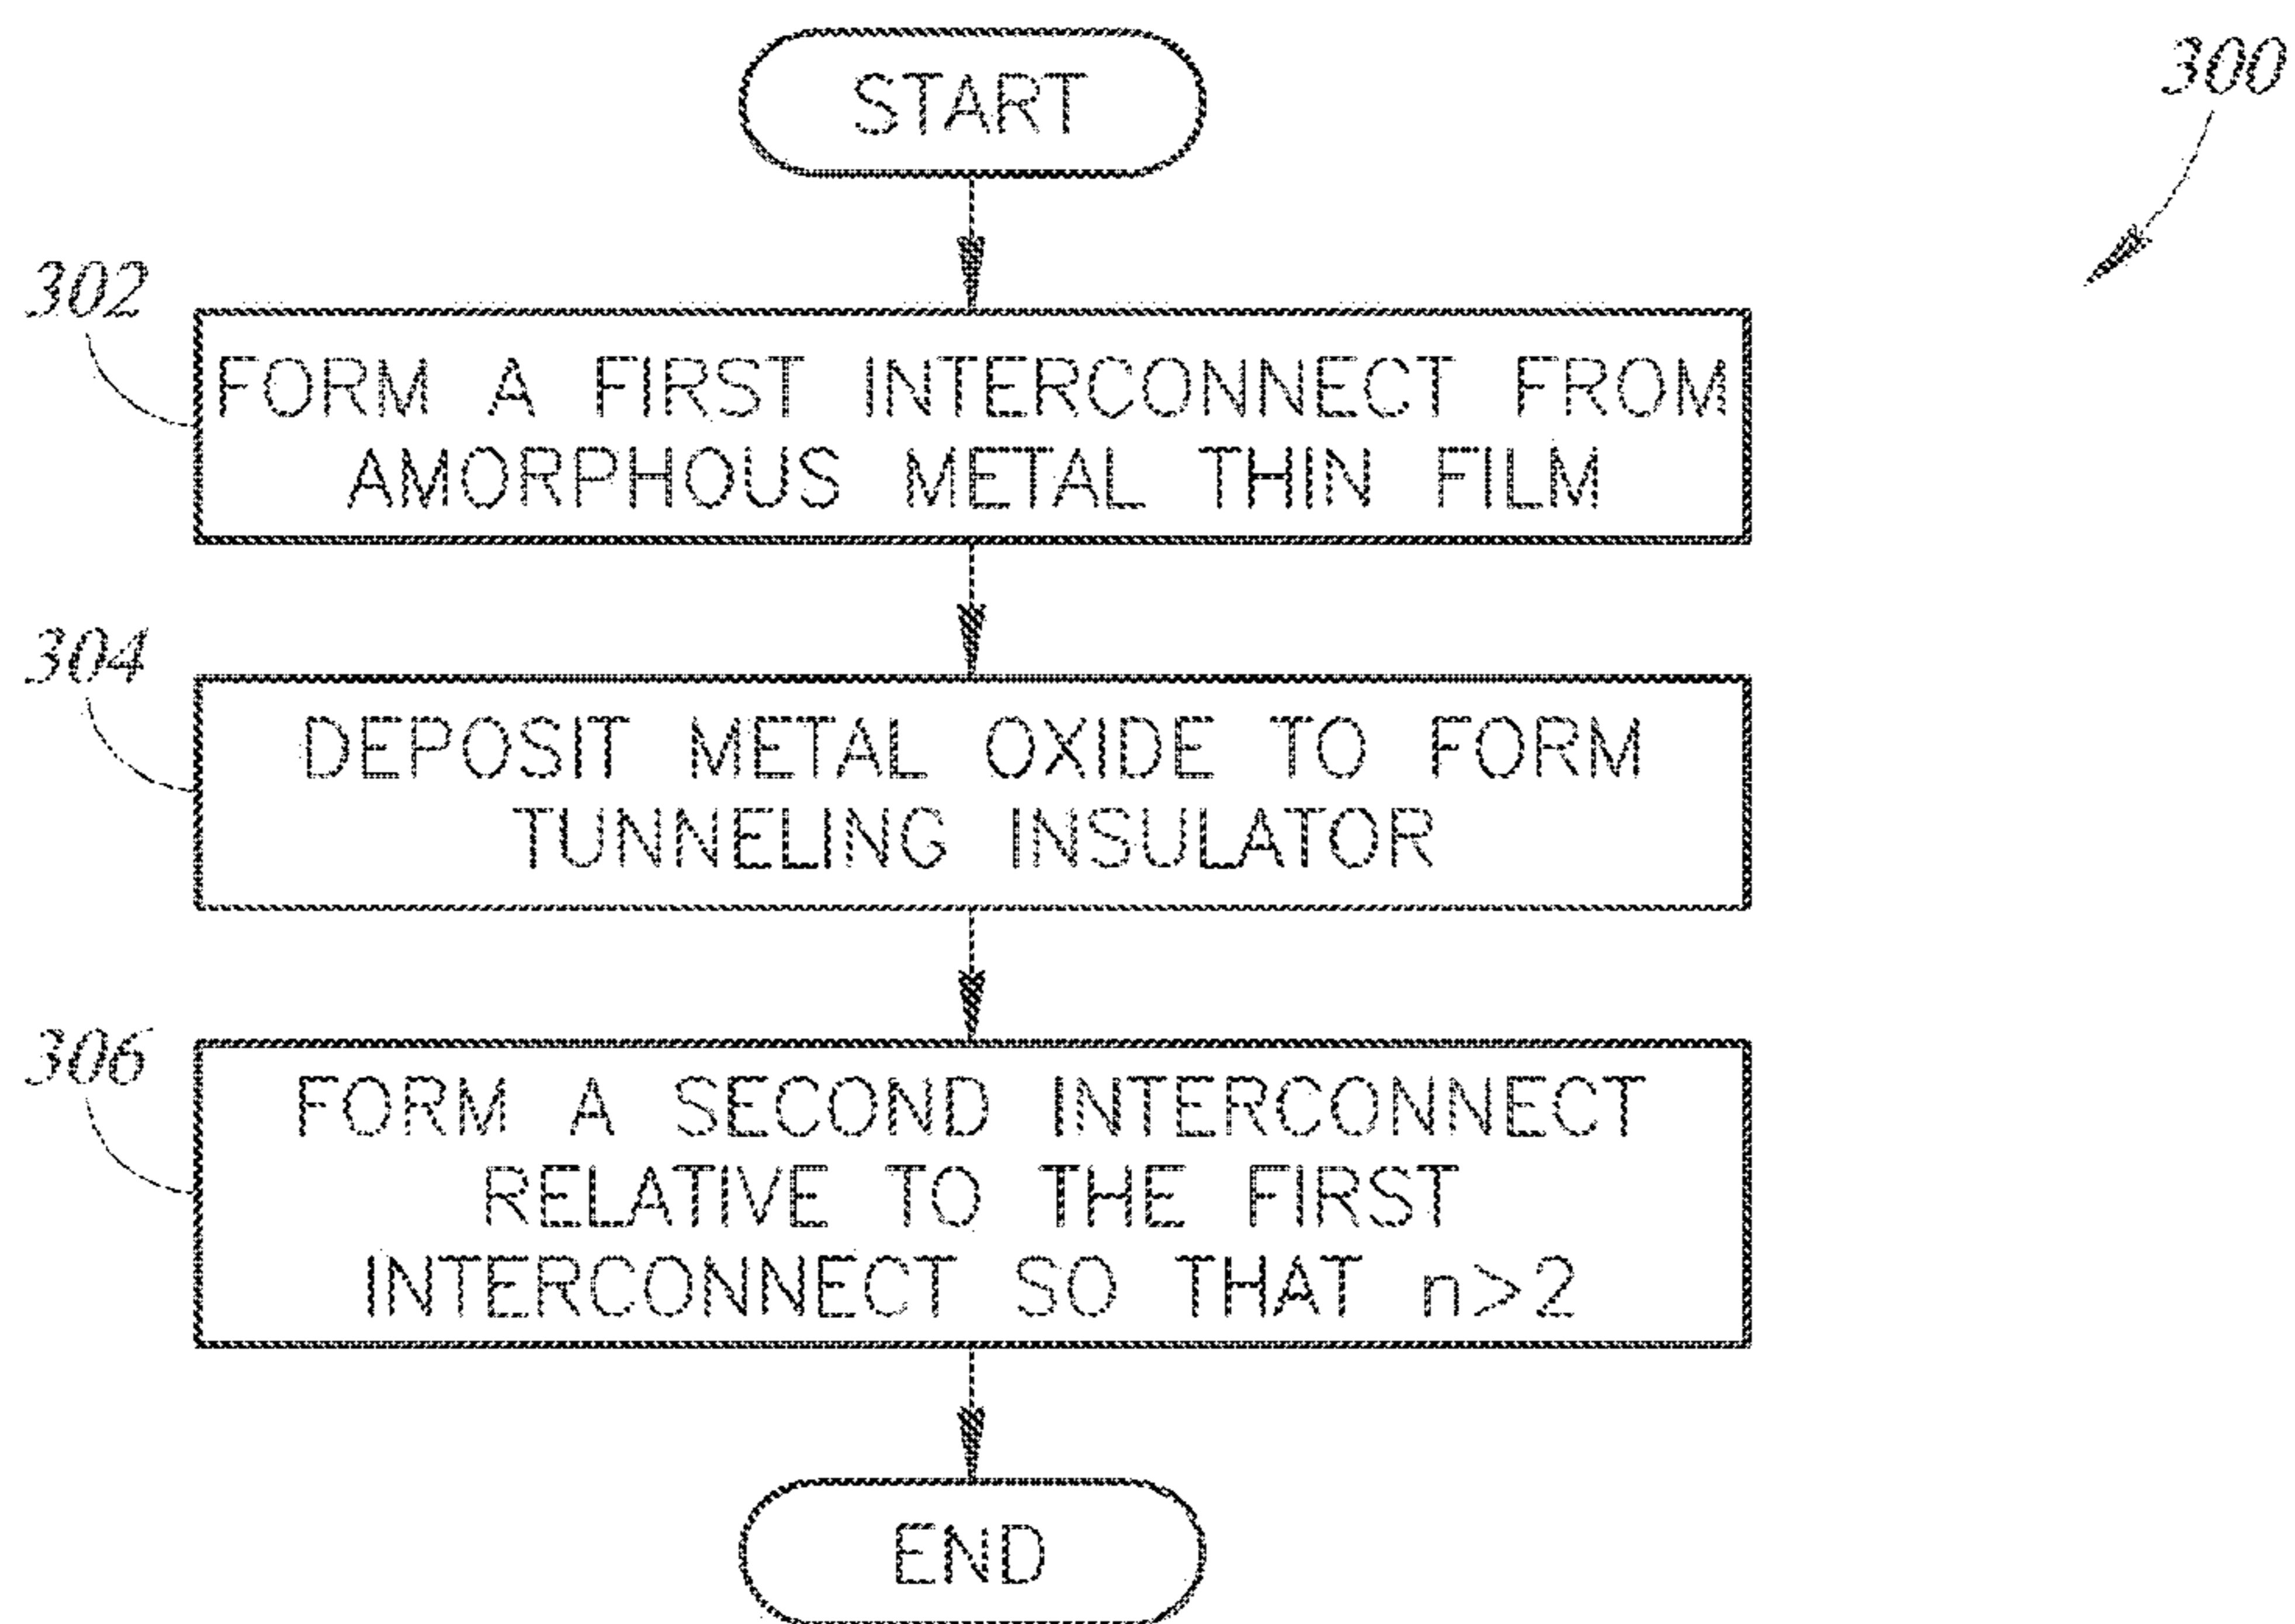 START
300
302
FORM A FIRST INTERCONNECT FROM
AMORPHOUS METAL THIN FILM
304
DEPOSIT METAL OXIDE TO FORM
TUNNELING INSULATOR
306
FORM A SECOND INTERCONNECT
RELATIVE TO THE FIRST
INTERCONNECT SO THAT n>2
END